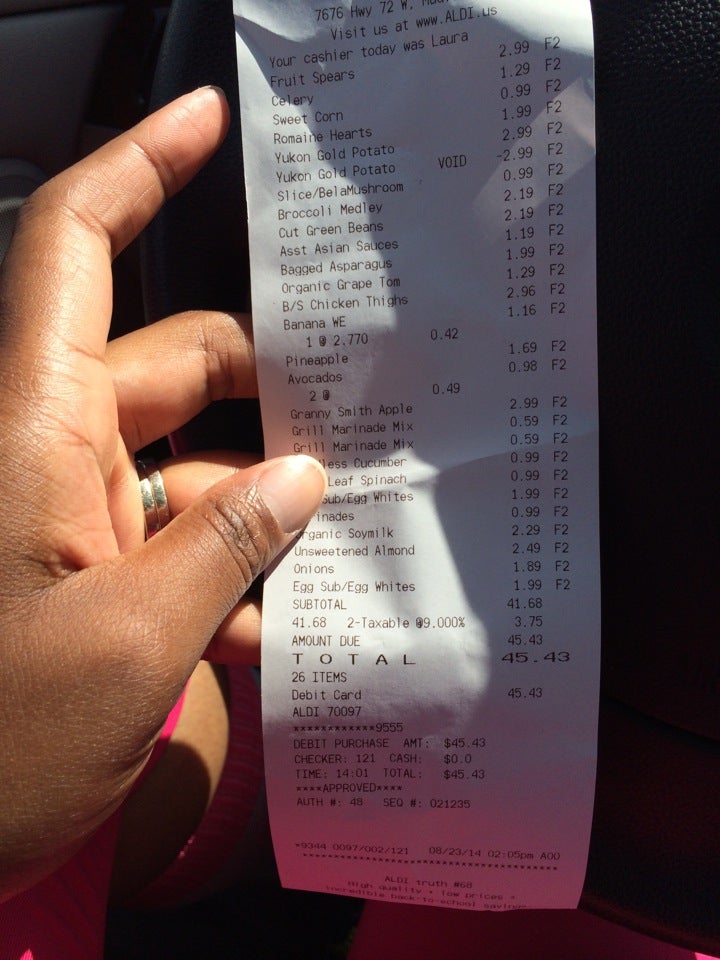 7676 Hwy 72 W.
Visit us at www.ALDI.us
Your cashier today was Laura
Fruit Spears 2.99 F2
Celery 1.29 F2
Sweet Corn 0.99 F2
Romaine Hearts 1.99 F2
Yukon Gold Potato 2.99 F2
Yukon Gold Potato VOID -2.99 F2
Slice/BelaMushroom 0.99 F2
Broccoli Medley 2.19 F2
Cut Green Beans 2.19 F2
Asst Asian Sauces 1.19 F2
Bagged Asparagus 1.99 F2
Organic Grape Tom 1.29 F2
B/S Chicken Thighs 2.96 F2
Banana WE 1.16 F2
1 @ 2.770 0.42
Pineapple 1.69 F2
Avocados 0.98 F2
2 @ 0.49
Granny Smith Apple 2.99 F2
Grill Marinade Mix 0.59 F2
Grill Marinade Mix 0.59 F2
less Cucumber 0.99 F2
Leaf Spinach 0.99 F2
Sub/Egg Whites 1.99 F2
inades 0.99 F2
Organic Soymilk 2.29 F2
Unsweetened Almond 2.49 F2
Onions 1.89 F2
Egg Sub/Egg Whites 1.99 F2
SUBTOTAL 41.68
41.68 2-Taxable @9.000% 3.75
AMOUNT DUE 45.43
TOTAL 45.43
26 ITEMS
Debit Card 45.43
ALDI 70097
************9555
DEBIT PURCHASE AMT: $45.43
CHECKER: 121 CASH: $0.0
TIME: 14:01 TOTAL: $45.43
****APPROVED****
AUTH #: 48 SEQ #: 021235
*9344 0097/002/121 08/23/14 02:05pm A00
ALDI truth #68
High quality + low prices =
incredible back-to-school savings